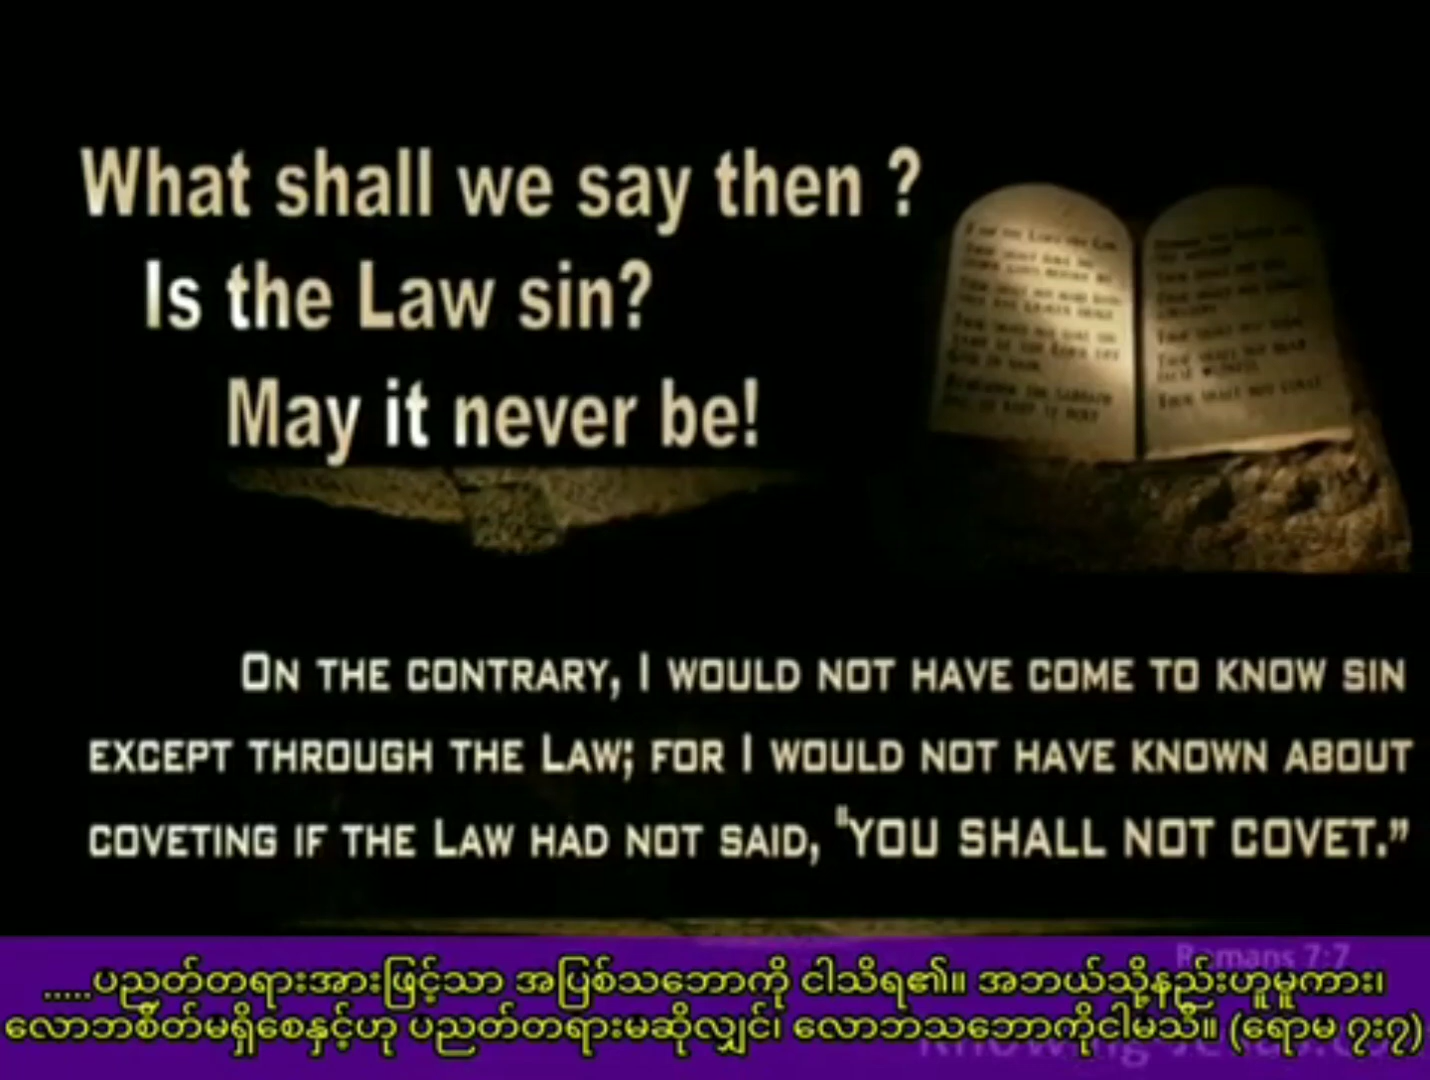 What shall we say then ?
Is the Law sin?
May it never be!
ON THE CONTRARY, I WOULD NOT HAVE COME TO KNOW SIN
EXCEPT THROUGH THE LAW; FOR I WOULD NOT HAVE KNOWN ABOUT
COVETING IF THE LAW HAD NOT SAID, "YOU SHALL NOT COVET.”
Romans 7:7
.....ပညတ်တရားအားဖြင့်သာ အပြစ်သဘောကို ငါသိရ၏။ အဘယ်သို့နည်းဟူမူကား၊
လောဘစိတ်မရှိစေနှင့်ဟု ပညတ်တရားမဆိုလျှင်၊ လောဘသဘောကိုငါမသိ။ (ရောမ ၇း၇)